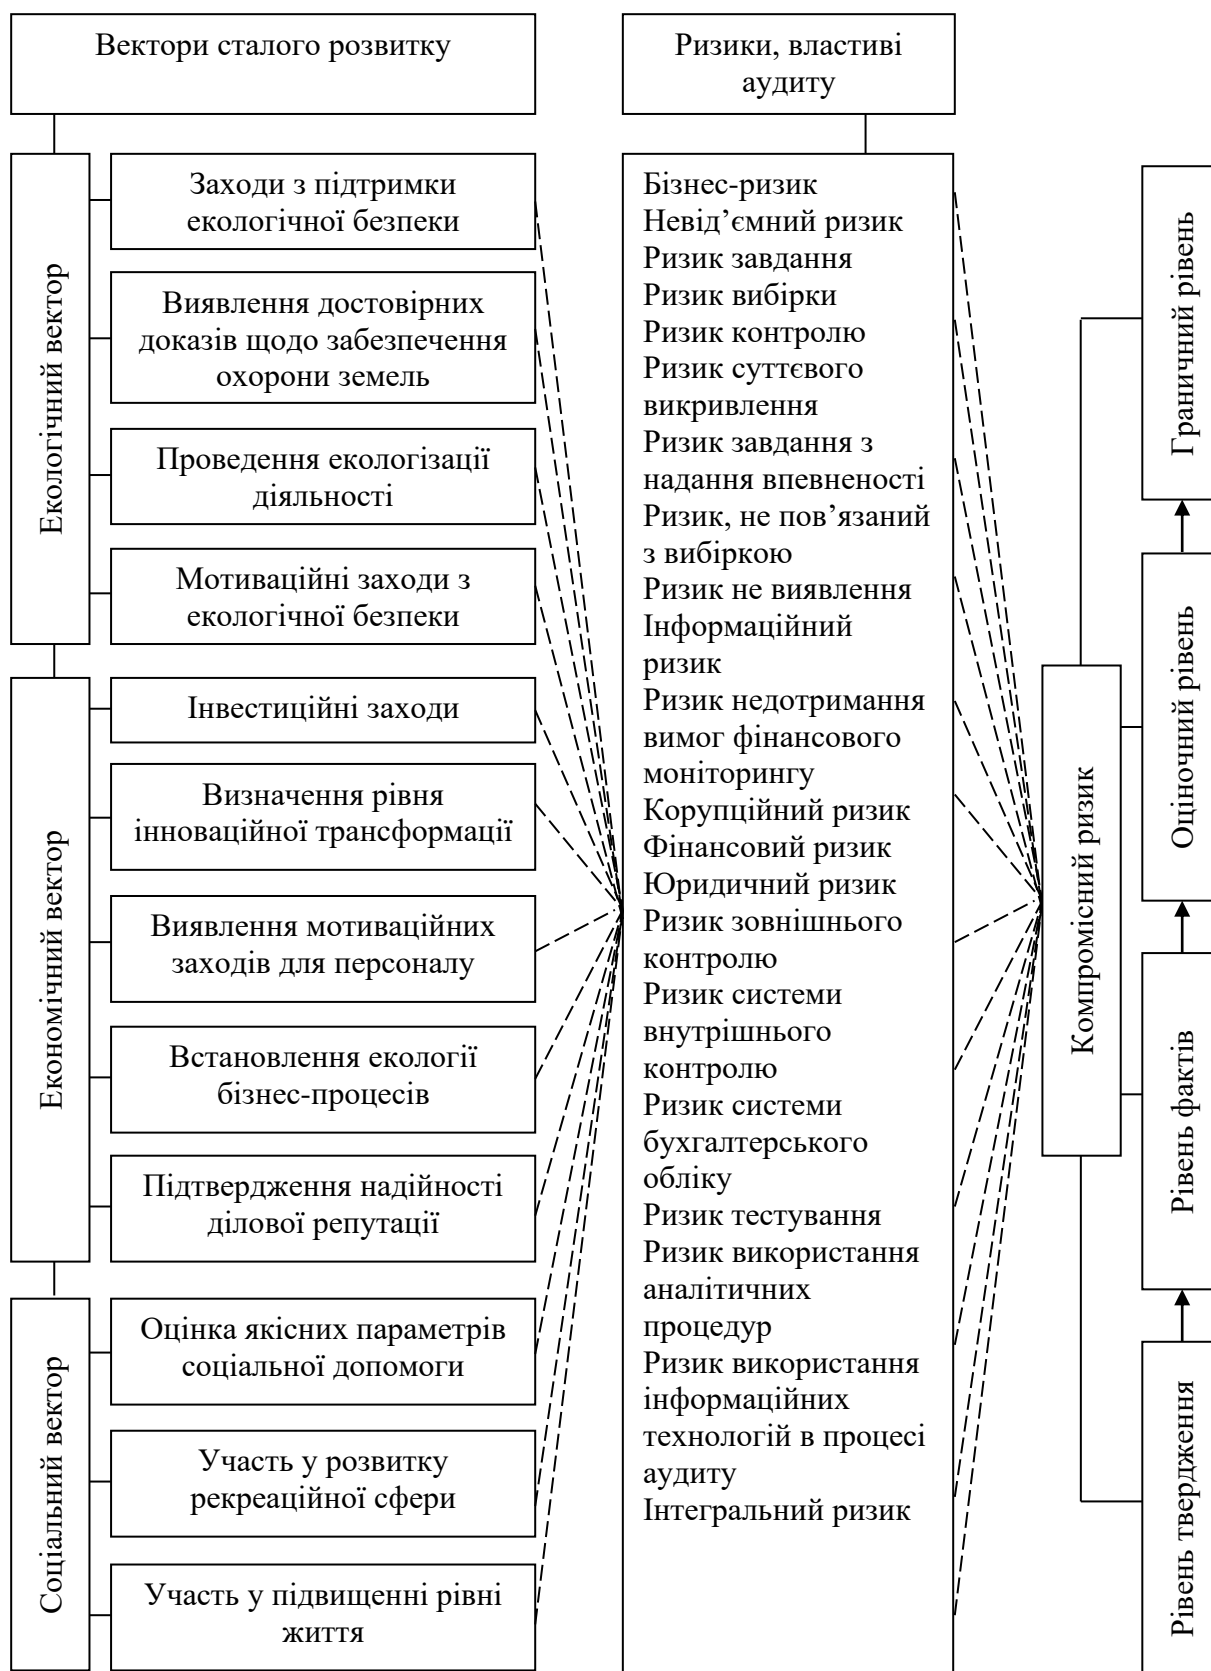 Вектори сталого розвитку
Ризики, властиві
аудиту
Екологічний вектор
Заходи з підтримки
екологічної безпеки
Виявлення достовірних
доказів щодо забезпечення
охорони земель
Проведення екологізації
діяльності
Мотиваційні заходи з
екологічної безпеки
Економічний вектор
Інвестиційні заходи
Визначення рівня
інноваційної трансформації
Виявлення мотиваційних
заходів для персоналу
Встановлення екології
бізнес-процесів
Підтвердження надійності
ділової репутації
Соціальний вектор
Оцінка якісних параметрів
соціальної допомоги
Участь у розвитку
рекреаційної сфери
Участь у підвищенні рівні
життя
Бізнес-ризик
Невід’ємний ризик
Ризик завдання
Ризик вибірки
Ризик контролю
Ризик суттєвого
викривлення
Ризик завдання з
надання впевненості
Ризик, не пов’язаний
з вибіркою
Ризик не виявлення
Інформаційний
ризик
Ризик недотримання
вимог фінансового
моніторингу
Корупційний ризик
Фінансовий ризик
Юридичний ризик
Ризик зовнішнього
контролю
Ризик системи
внутрішнього
контролю
Ризик системи
бухгалтерського
обліку
Ризик тестування
Ризик використання
аналітичних
процедур
Ризик використання
інформаційних
технологій в процесі
аудиту
Інтегральний ризик
Компромісний ризик
Граничний рівень
Оціночний рівень
Рівень фактів
Рівень твердження